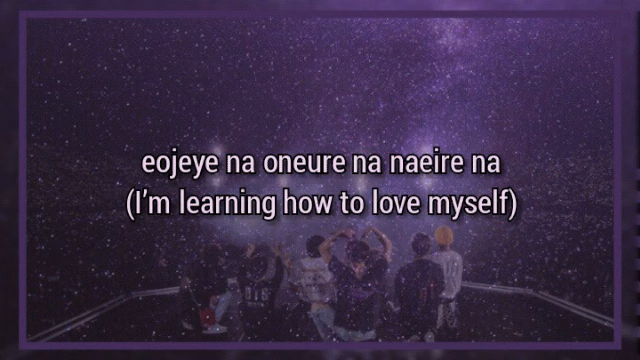 eojeye na oneure na naeire na
(I'm learning how to love myself)